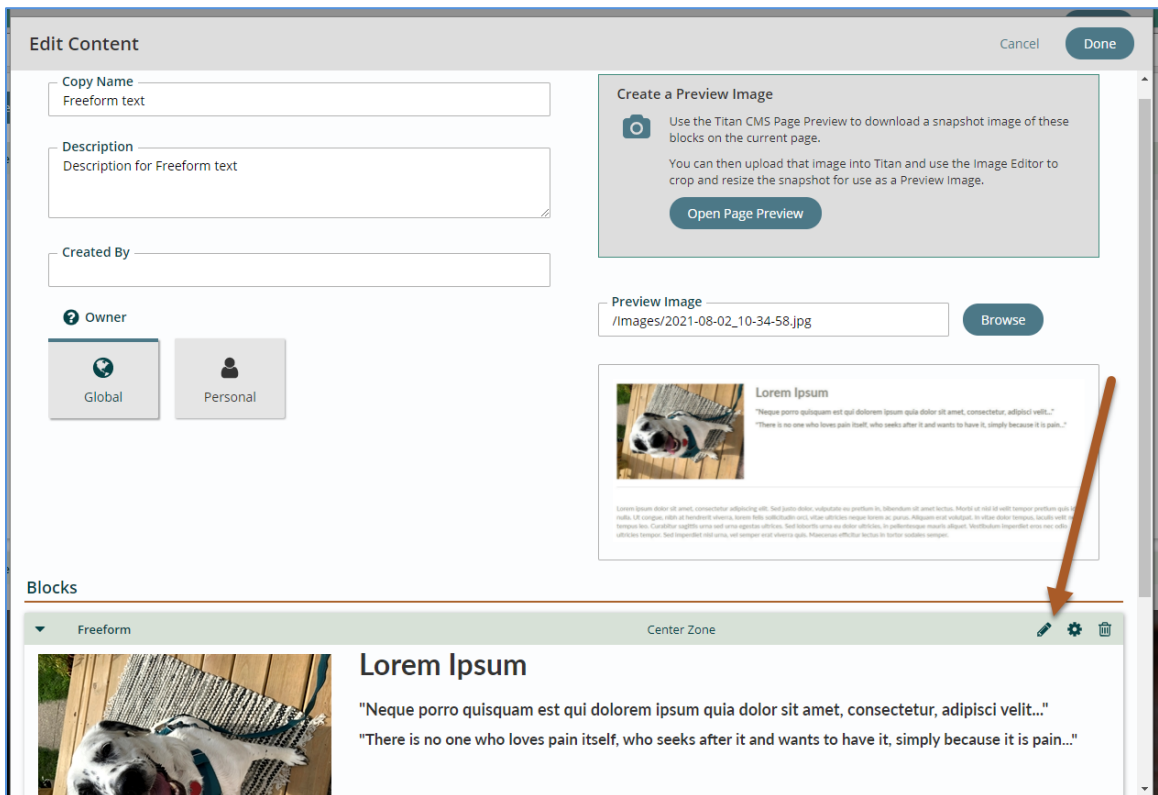 Edit Content
Cancel
Done
Copy Name
Freeform text
Description
Description for Freeform text
Created By
Owner
Global
Personal
Create a Preview Image
Use the Titan CMS Page Preview to download a snapshot image of these
blocks on the current page.
You can then upload that image into Titan and use the Image Editor to
crop and resize the snapshot for use as a Preview Image.
Open Page Preview
Preview Image
/Images/2021-08-02_10-34-58.jpg
Browse
Lorem Ipsum
"Neque porro quisquam est qui dolorem ipsum quia dolor sit amet, consectetur, adipisci velit..."
"There is no one who loves pain itself, who seeks after it and wants to have it, simply because it is pain..."
Blocks
Freeform
Center Zone
Lorem Ipsum
"Neque porro quisquam est qui dolorem ipsum quia dolor sit amet, consectetur, adipisci velit..."
"There is no one who loves pain itself, who seeks after it and wants to have it, simply because it is pain..."